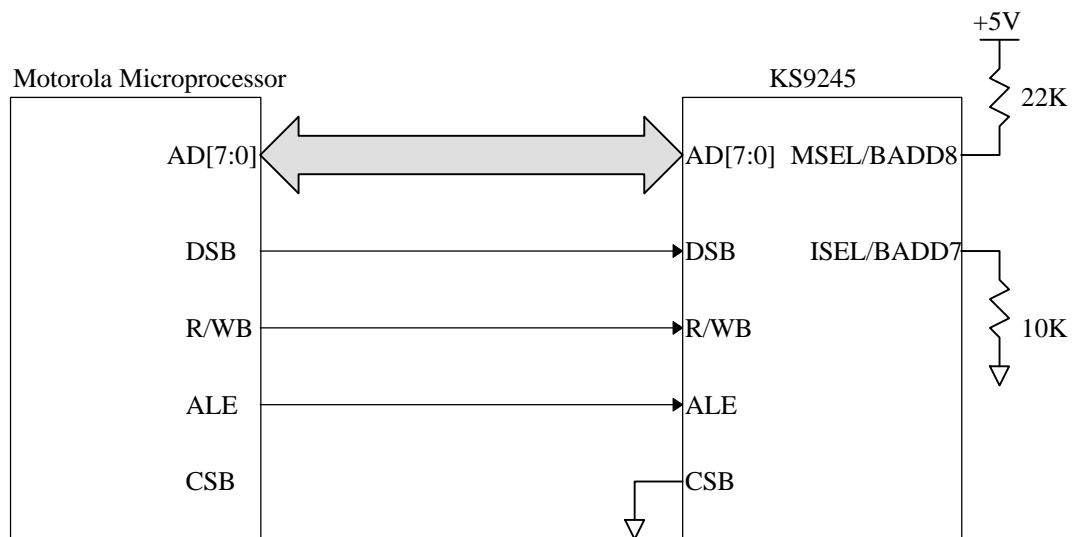 +5V
Motorola Microprocessor
KS9245
22K
AD[7:0]
AD[7:0]
MSEL/BADD8
DSB
DSB
ISEL/BADD7
R/WB
R/WB
10K
ALE
ALE
CSB
CSB